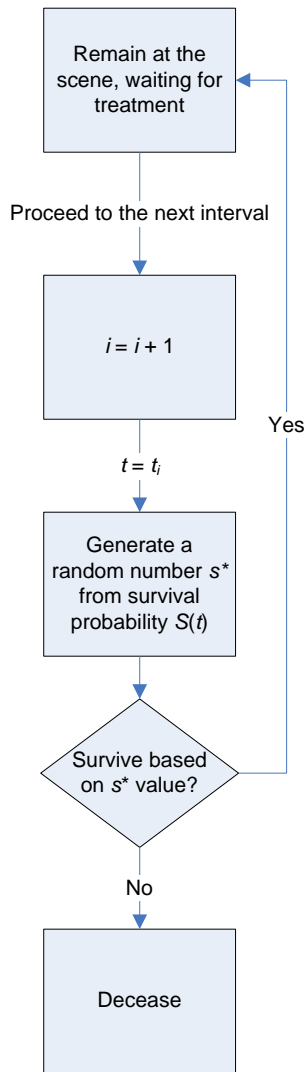 Remain at the
scene, waiting for
treatment
Proceed to the next interval
i = i + 1
Yes
t = tᵢ
Generate a
random number s*
from survival
probability S(t)
Survive based
on s* value?
No
Decease